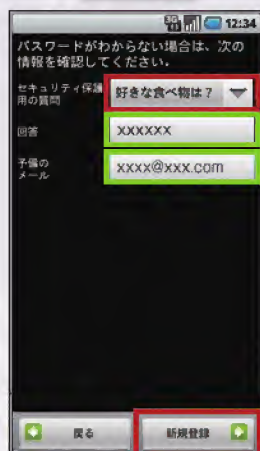 3G 12:34
パスワードがわからない場合は、次の
情報を確認してください。
セキュリティ保護
用の質問
好きな食べ物は?
回答
xxxxxx
予備の
メール
xxxx@xxx.com
戻る
新規登録